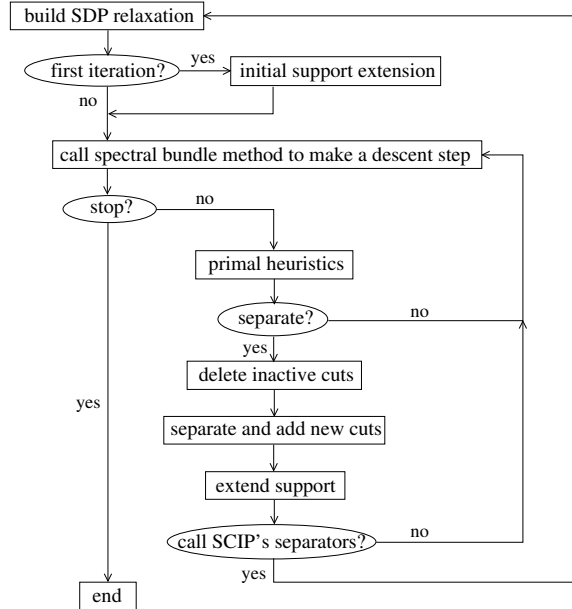 build SDP relaxation
first iteration?
yes
initial support extension
no
call spectral bundle method to make a descent step
stop?
no
primal heuristics
separate?
no
yes
delete inactive cuts
yes
separate and add new cuts
extend support
call SCIP's separators?
no
yes
end